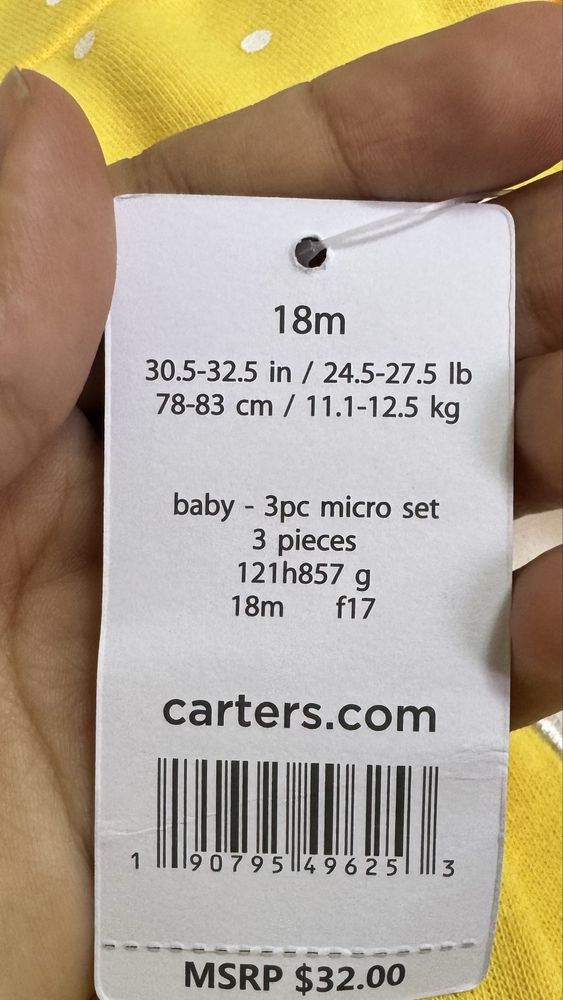 18m
30.5-32.5 in / 24.5-27.5 lb
78-83 cm / 11.1-12.5 kg
baby - 3pc micro set
3 pieces
121h857 g
18m f17
carters.com
1 90795 49625 3
MSRP $32.00